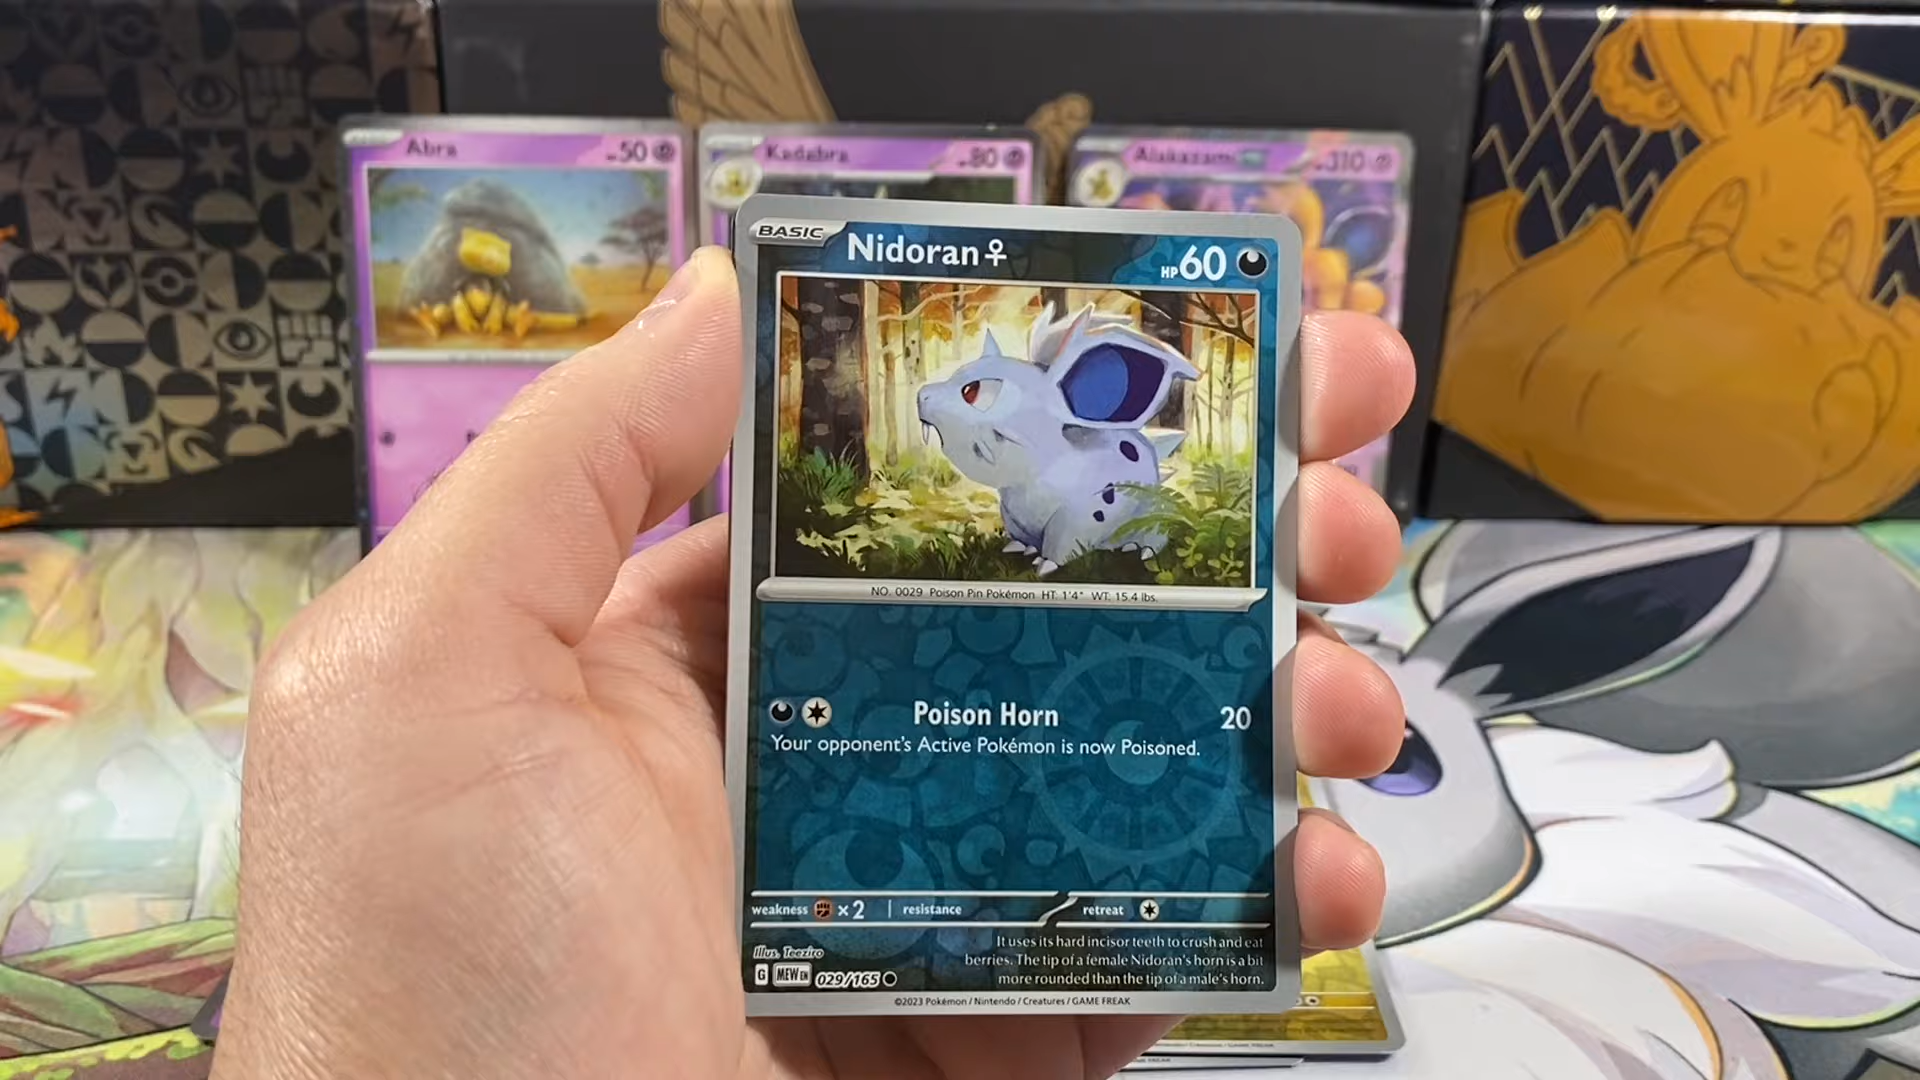 Abra
50
Kadabra
80
Alakazam
310
BASIC
Nidoran♀
HP 60
NO. 0029 Poison Pin Pokémon HT: 1'4" WT: 15.4 lbs.
Poison Horn 20
Your opponent's Active Pokémon is now Poisoned.
weakness ×2 resistance retreat
Illus. Teeziro
It uses its hard incisor teeth to crush and eat
berries. The tip of a female Nidoran's horn is a bit
more rounded than the tip of a male's horn.
G MEW EN 029/165
©2023 Pokémon / Nintendo / Creatures / GAME FREAK